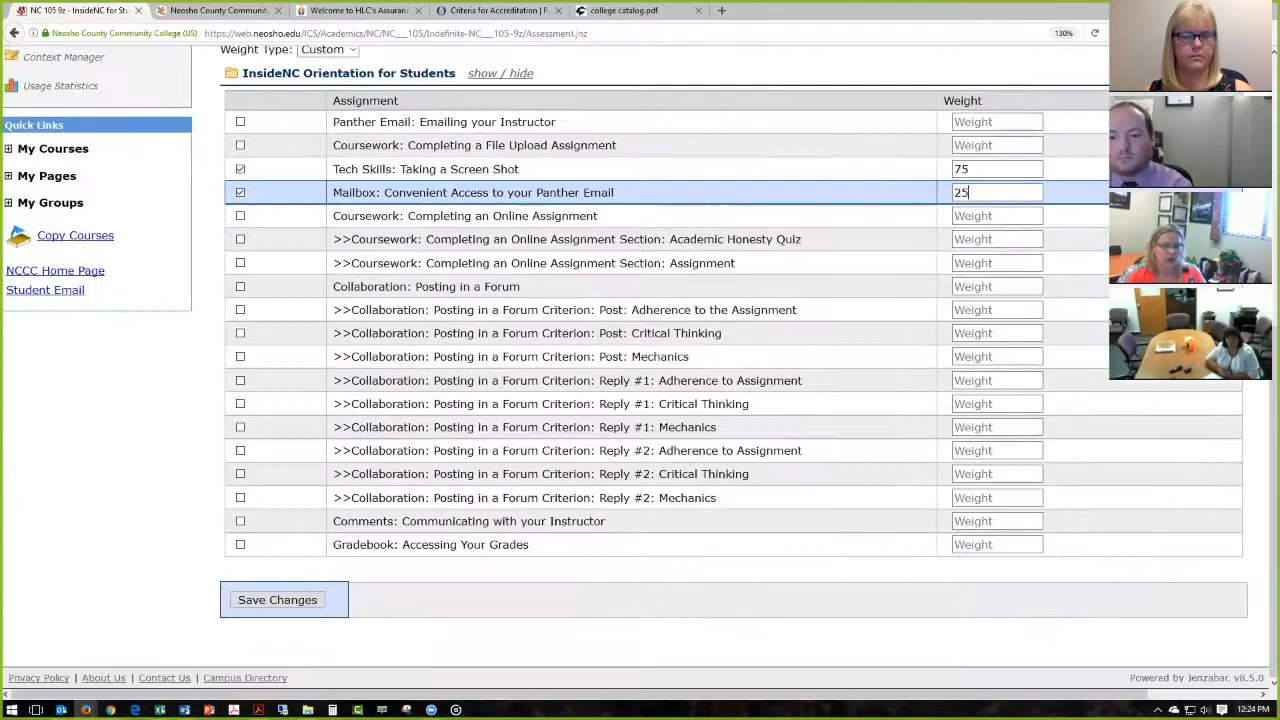 NC 105 9z - InsideNC for Stu
Neosho County Community
Welcome to HLC's Assuranc
Criteria for Accreditation | P
college catalog.pdf
Neosho County Community College (US)
https://web.neosho.edu/ICS/Academics/NC/NC___105/Indefinite-NC___105-9z/Assessment.jnz
130%
Context Manager
Usage Statistics
Quick Links
My Courses
My Pages
My Groups
Copy Courses
NCCC Home Page
Student Email
Weight Type: Custom
InsideNC Orientation for Students show / hide
Assignment Weight
Panther Email: Emailing your Instructor Weight
Coursework: Completing a File Upload Assignment Weight
Tech Skills: Taking a Screen Shot 75
Mailbox: Convenient Access to your Panther Email 25
Coursework: Completing an Online Assignment Weight
>>Coursework: Completing an Online Assignment Section: Academic Honesty Quiz Weight
>>Coursework: Completing an Online Assignment Section: Assignment Weight
Collaboration: Posting in a Forum Weight
>>Collaboration: Posting in a Forum Criterion: Post: Adherence to the Assignment Weight
>>Collaboration: Posting in a Forum Criterion: Post: Critical Thinking Weight
>>Collaboration: Posting in a Forum Criterion: Post: Mechanics Weight
>>Collaboration: Posting in a Forum Criterion: Reply #1: Adherence to Assignment Weight
>>Collaboration: Posting in a Forum Criterion: Reply #1: Critical Thinking Weight
>>Collaboration: Posting in a Forum Criterion: Reply #1: Mechanics Weight
>>Collaboration: Posting in a Forum Criterion: Reply #2: Adherence to Assignment Weight
>>Collaboration: Posting in a Forum Criterion: Reply #2: Critical Thinking Weight
>>Collaboration: Posting in a Forum Criterion: Reply #2: Mechanics Weight
Comments: Communicating with your Instructor Weight
Gradebook: Accessing Your Grades Weight
Save Changes
Privacy Policy | About Us | Contact Us | Campus Directory
Powered by Jenzabar. v8.5.0
12:24 PM